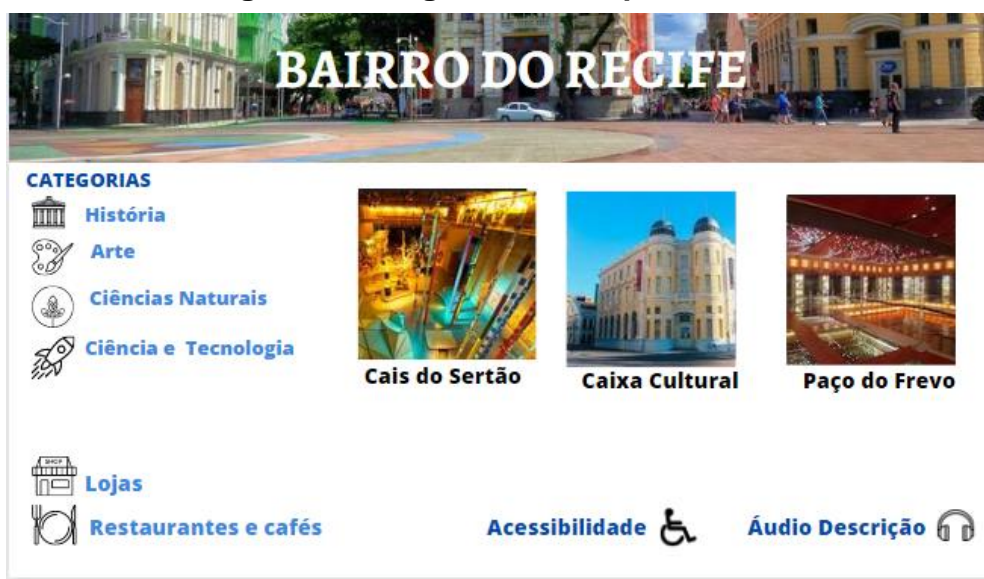 BAIRRO DO RECIFE
CATEGORIAS
História
Arte
Ciências Naturais
Ciência e Tecnologia
Cais do Sertão
Caixa Cultural
Paço do Frevo
SHOP
Lojas
Restaurantes e cafés
Acessibilidade
Áudio Descrição